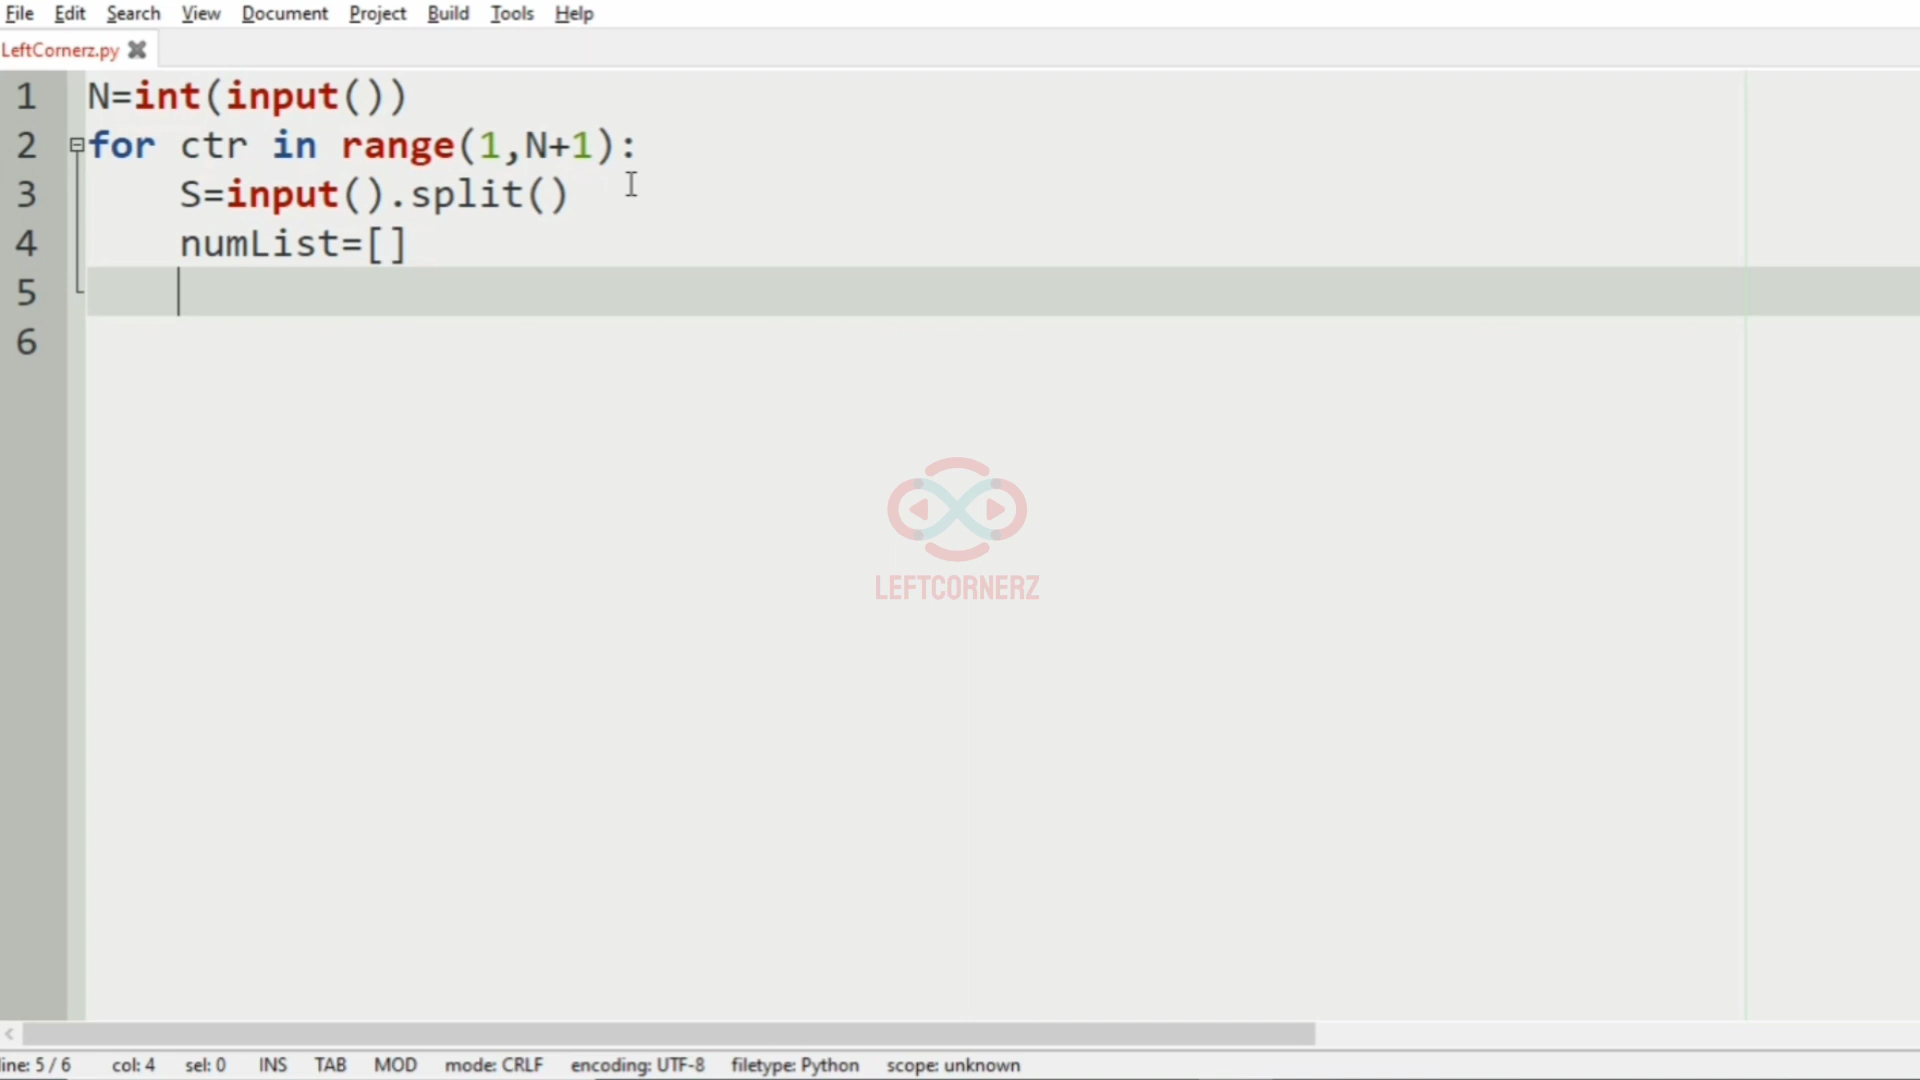 File Edit Search View Document Project Build Tools Help
LeftCornerz.py
1 N=int(input())
2 for ctr in range(1,N+1):
3 S=input().split()
4 numList=[]
5
6
LEFTCORNERZ
line: 5 / 6 col: 4 sel: 0 INS TAB MOD mode: CRLF encoding: UTF-8 filetype: Python scope: unknown